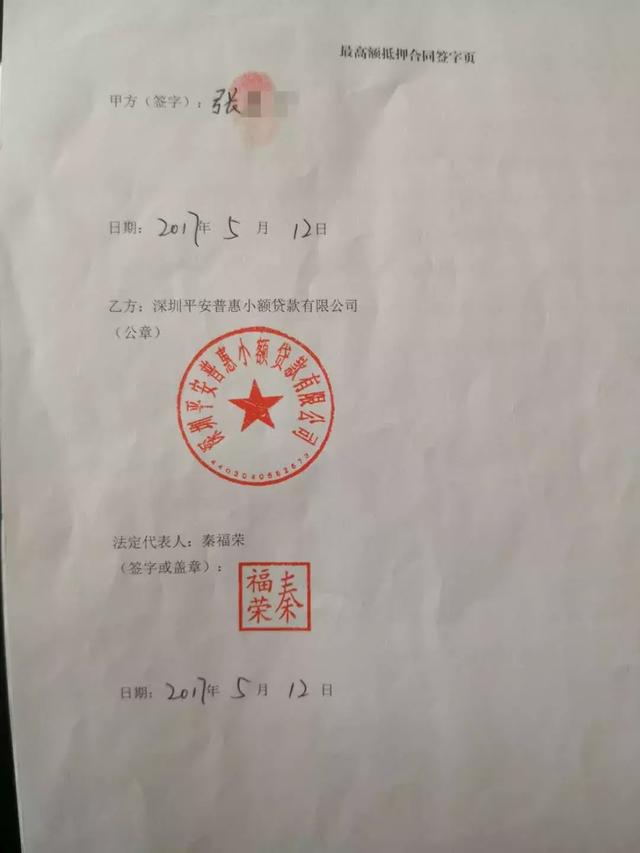 最高额抵押合同签字页
甲方（签字）：张
日期：2017年 5 月 12日
乙方：深圳平安普惠小额贷款有限公司
（公章）
深圳平安普惠小额贷款有限公司
4403040562673
法定代表人：秦福荣
（签字或盖章）：
秦福荣
日期：2017年 5 月 12 日